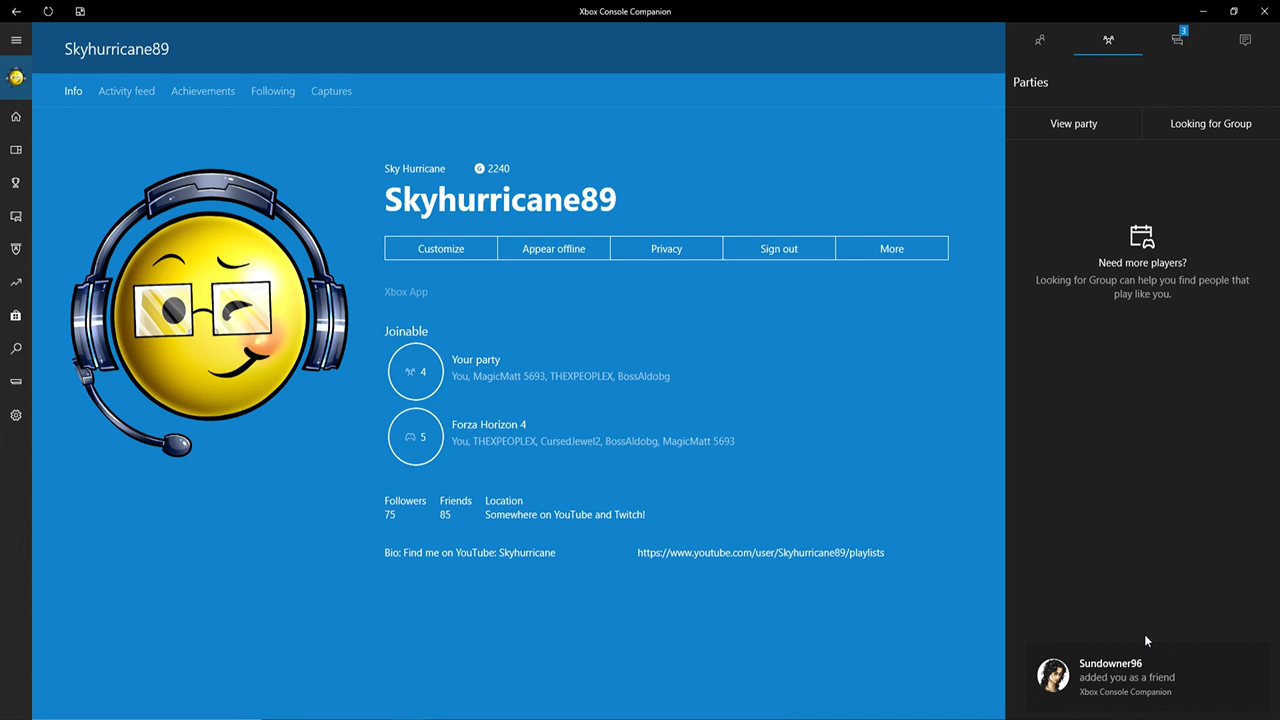 Xbox Console Companion
Skyhurricane89
3
Info Activity feed Achievements Following Captures
Parties
View party Looking for Group
Sky Hurricane G 2240
Skyhurricane89
Customize Appear offline Privacy Sign out More
Need more players?
Looking for Group can help you find people that
play like you.
Xbox App
Joinable
4 Your party
You, MagicMatt 5693, THEXPEOPLEX, BossAldobg
5 Forza Horizon 4
You, THEXPEOPLEX, CursedJewel2, BossAldobg, MagicMatt 5693
Followers Friends Location
75 85 Somewhere on YouTube and Twitch!
Bio: Find me on YouTube: Skyhurricane https://www.youtube.com/user/Skyhurricane89/playlists
Sundowner96
added you as a friend
Xbox Console Companion